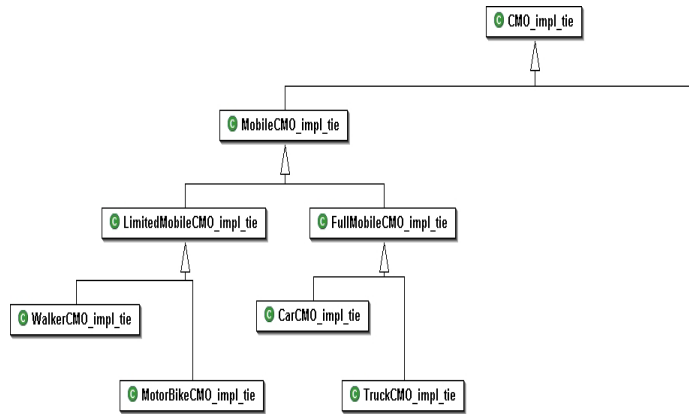 C CMO_impl_tie
C MobileCMO_impl_tie
C LimitedMobileCMO_impl_tie
C FullMobileCMO_impl_tie
C WalkerCMO_impl_tie
C CarCMO_impl_tie
C MotorBikeCMO_impl_tie
C TruckCMO_impl_tie